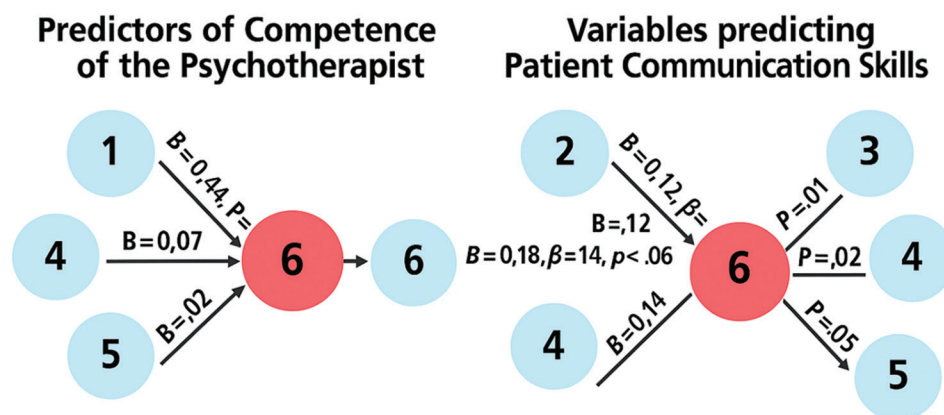 Predictors of Competence
of the Psychotherapist
1
B=0,44, P=
4
B=0,07
6
6
5
B=,02
Variables predicting
Patient Communication Skills
2
B=0,12, β=
B=,12
B=0,18,β=14, p< .06
6
4
B=0,14
3
P=.01
4
P=,02
5
P=.05